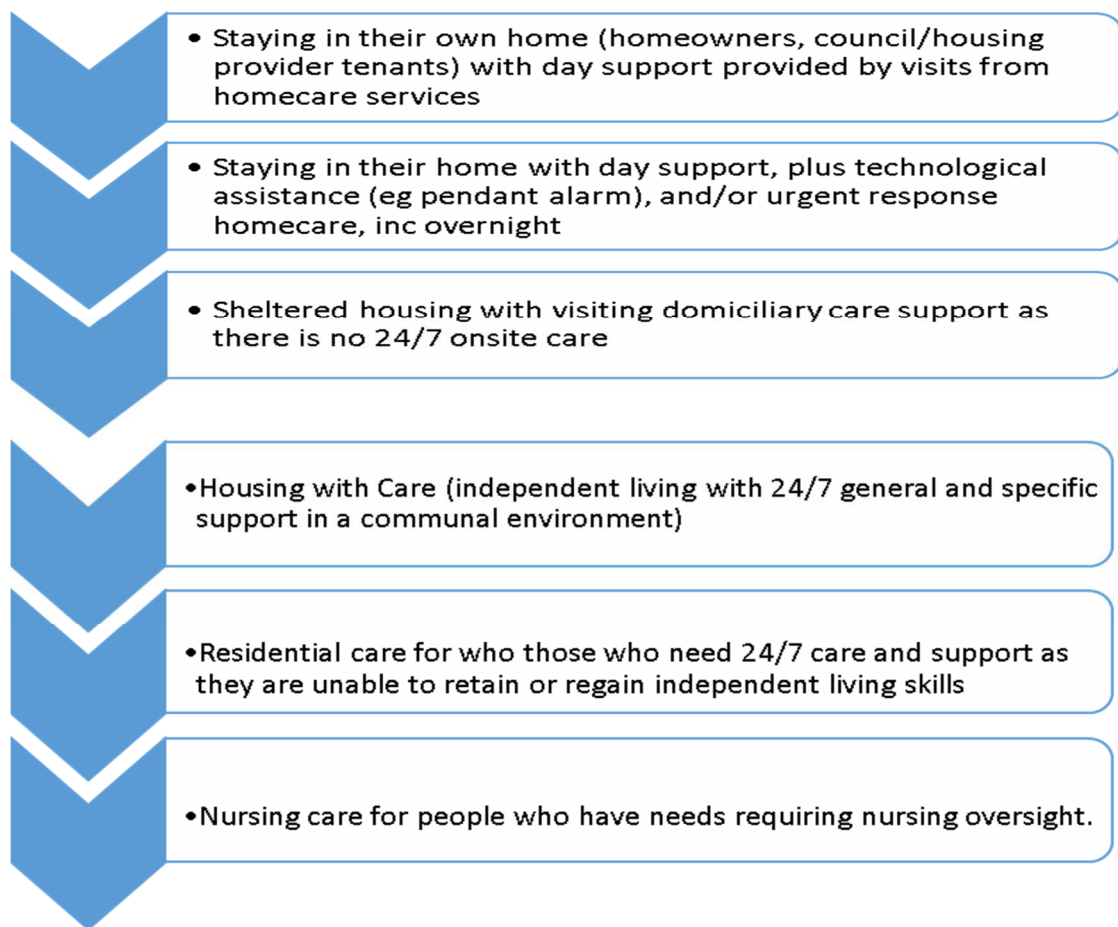 • Staying in their own home (homeowners, council/housing
provider tenants) with day support provided by visits from
homecare services
• Staying in their home with day support, plus technological
assistance (eg pendant alarm), and/or urgent response
homecare, inc overnight
• Sheltered housing with visiting domiciliary care support as
there is no 24/7 onsite care
•Housing with Care (independent living with 24/7 general and specific
support in a communal environment)
•Residential care for who those who need 24/7 care and support as
they are unable to retain or regain independent living skills
•Nursing care for people who have needs requiring nursing oversight.